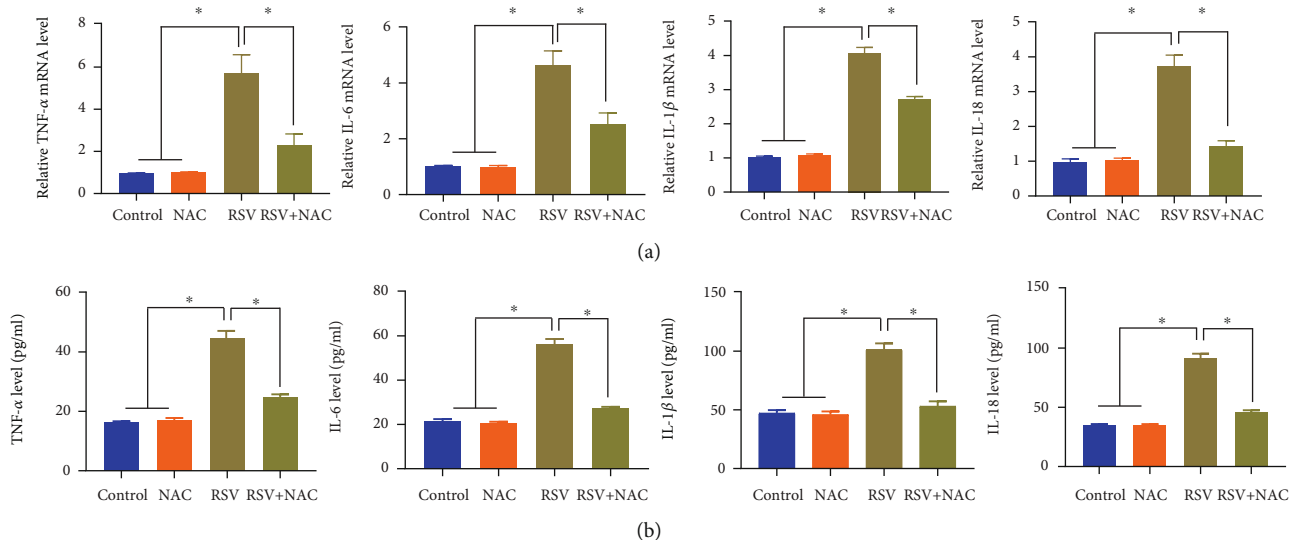 Relative TNF-α mRNA level
8
6
4
2
0
* *
Control NAC RSV RSV+NAC
Relative IL-6 mRNA level
6
4
2
0
* *
Control NAC RSV RSV+NAC
Relative IL-1β mRNA level
5
4
3
2
1
0
* *
Control NAC RSV RSV+NAC
Relative IL-18 mRNA level
5
4
3
2
1
0
* *
Control NAC RSV RSV+NAC
(a)
TNF-α level (pg/ml)
60
40
20
0
* *
Control NAC RSV RSV+NAC
IL-6 level (pg/ml)
80
60
40
20
0
* *
Control NAC RSV RSV+NAC
IL-1β level (pg/ml)
150
100
50
0
* *
Control NAC RSV RSV+NAC
IL-18 level (pg/ml)
150
100
50
0
* *
Control NAC RSV RSV+NAC
(b)